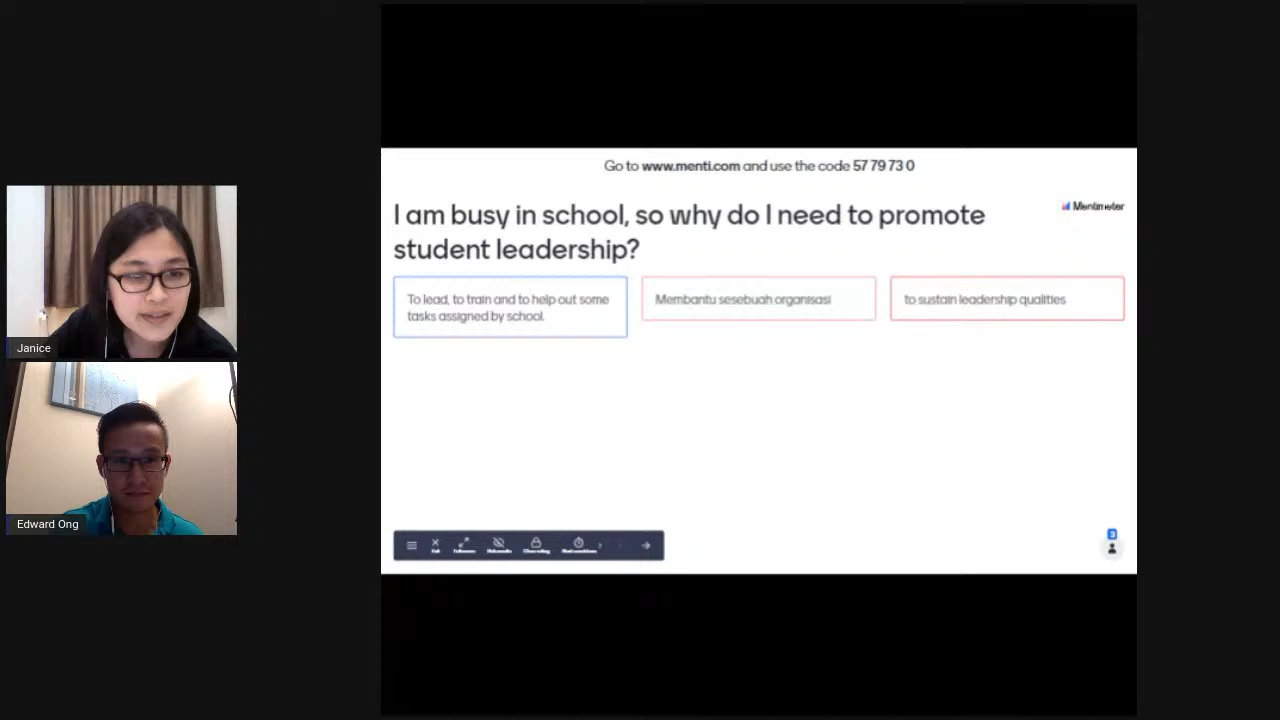 Go to www.menti.com and use the code 57 79 73 0
I am busy in school, so why do I need to promote
student leadership?
Mentimeter
To lead, to train and to help out some
tasks assigned by school.
Membantu sesebuah organisasi
to sustain leadership qualities
Janice
Edward Ong
3